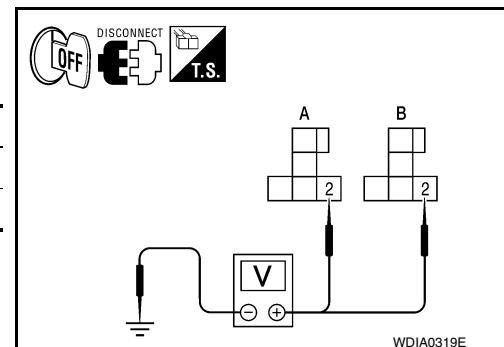 DISCONNECT
OFF
T.S.
A B
2 2
V
− +
WDIA0319E